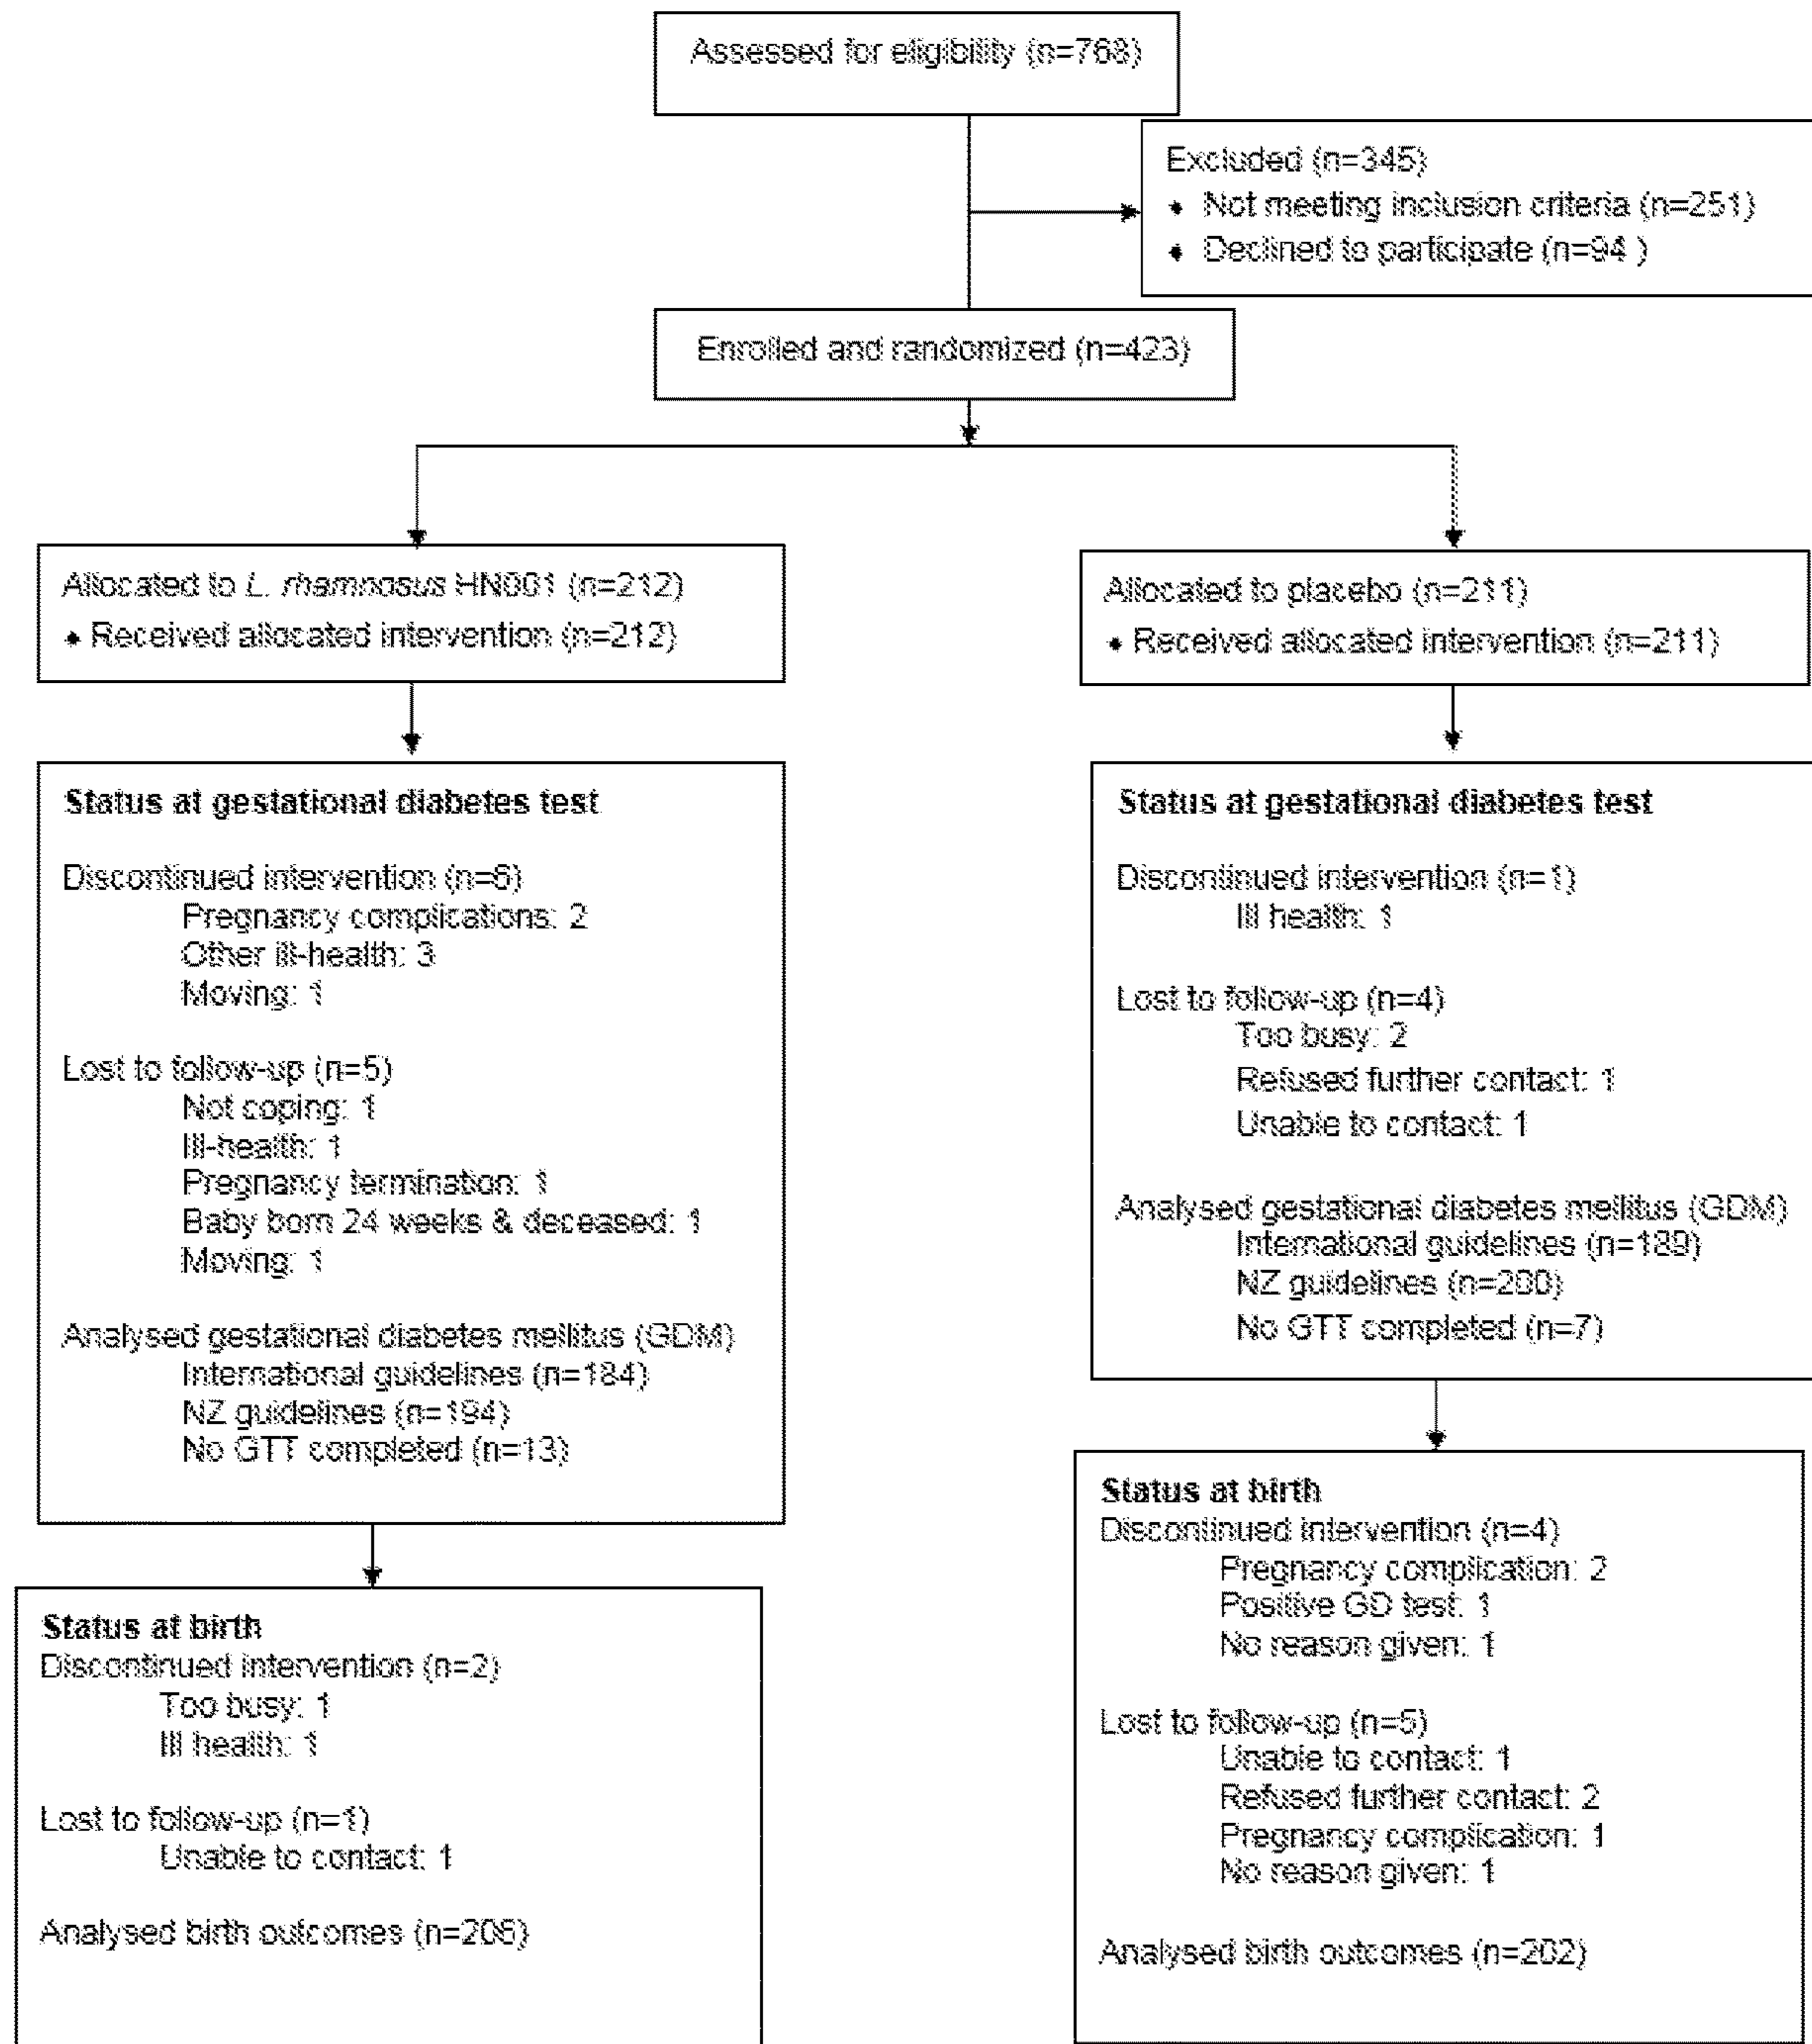 Assessed for eligibility (n=768)
Excluded (n=345)
• Not meeting inclusion criteria (n=251)
• Declined to participate (n=94 )
Enrolled and randomized (n=423)
Allocated to L. rhamnosus HN001 (n=212)
• Received allocated intervention (n=212)
Allocated to placebo (n=211)
• Received allocated intervention (n=211)
Status at gestational diabetes test
Discontinued intervention (n=6)
Pregnancy complications: 2
Other ill-health: 3
Moving: 1
Lost to follow-up (n=5)
Not coping: 1
Ill-health: 1
Pregnancy termination: 1
Baby born 24 weeks & deceased: 1
Moving: 1
Analysed gestational diabetes mellitus (GDM)
International guidelines (n=184)
NZ guidelines (n=194)
No GTT completed (n=13)
Status at gestational diabetes test
Discontinued intervention (n=1)
Ill health: 1
Lost to follow-up (n=4)
Too busy: 2
Refused further contact: 1
Unable to contact: 1
Analysed gestational diabetes mellitus (GDM)
International guidelines (n=189)
NZ guidelines (n=200)
No GTT completed (n=7)
Status at birth
Discontinued intervention (n=2)
Too busy: 1
Ill health: 1
Lost to follow-up (n=1)
Unable to contact: 1
Analysed birth outcomes (n=206)
Status at birth
Discontinued intervention (n=4)
Pregnancy complication: 2
Positive GD test: 1
No reason given: 1
Lost to follow-up (n=5)
Unable to contact: 1
Refused further contact: 2
Pregnancy complication: 1
No reason given: 1
Analysed birth outcomes (n=202)